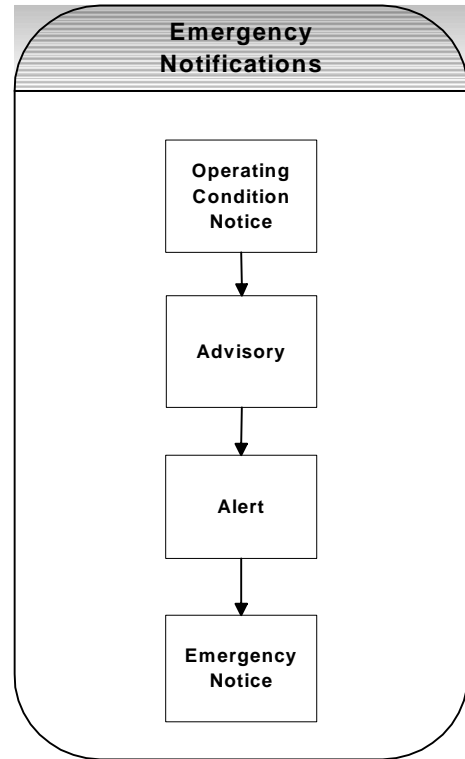 Emergency
Notifications
Operating
Condition
Notice
Advisory
Alert
Emergency
Notice